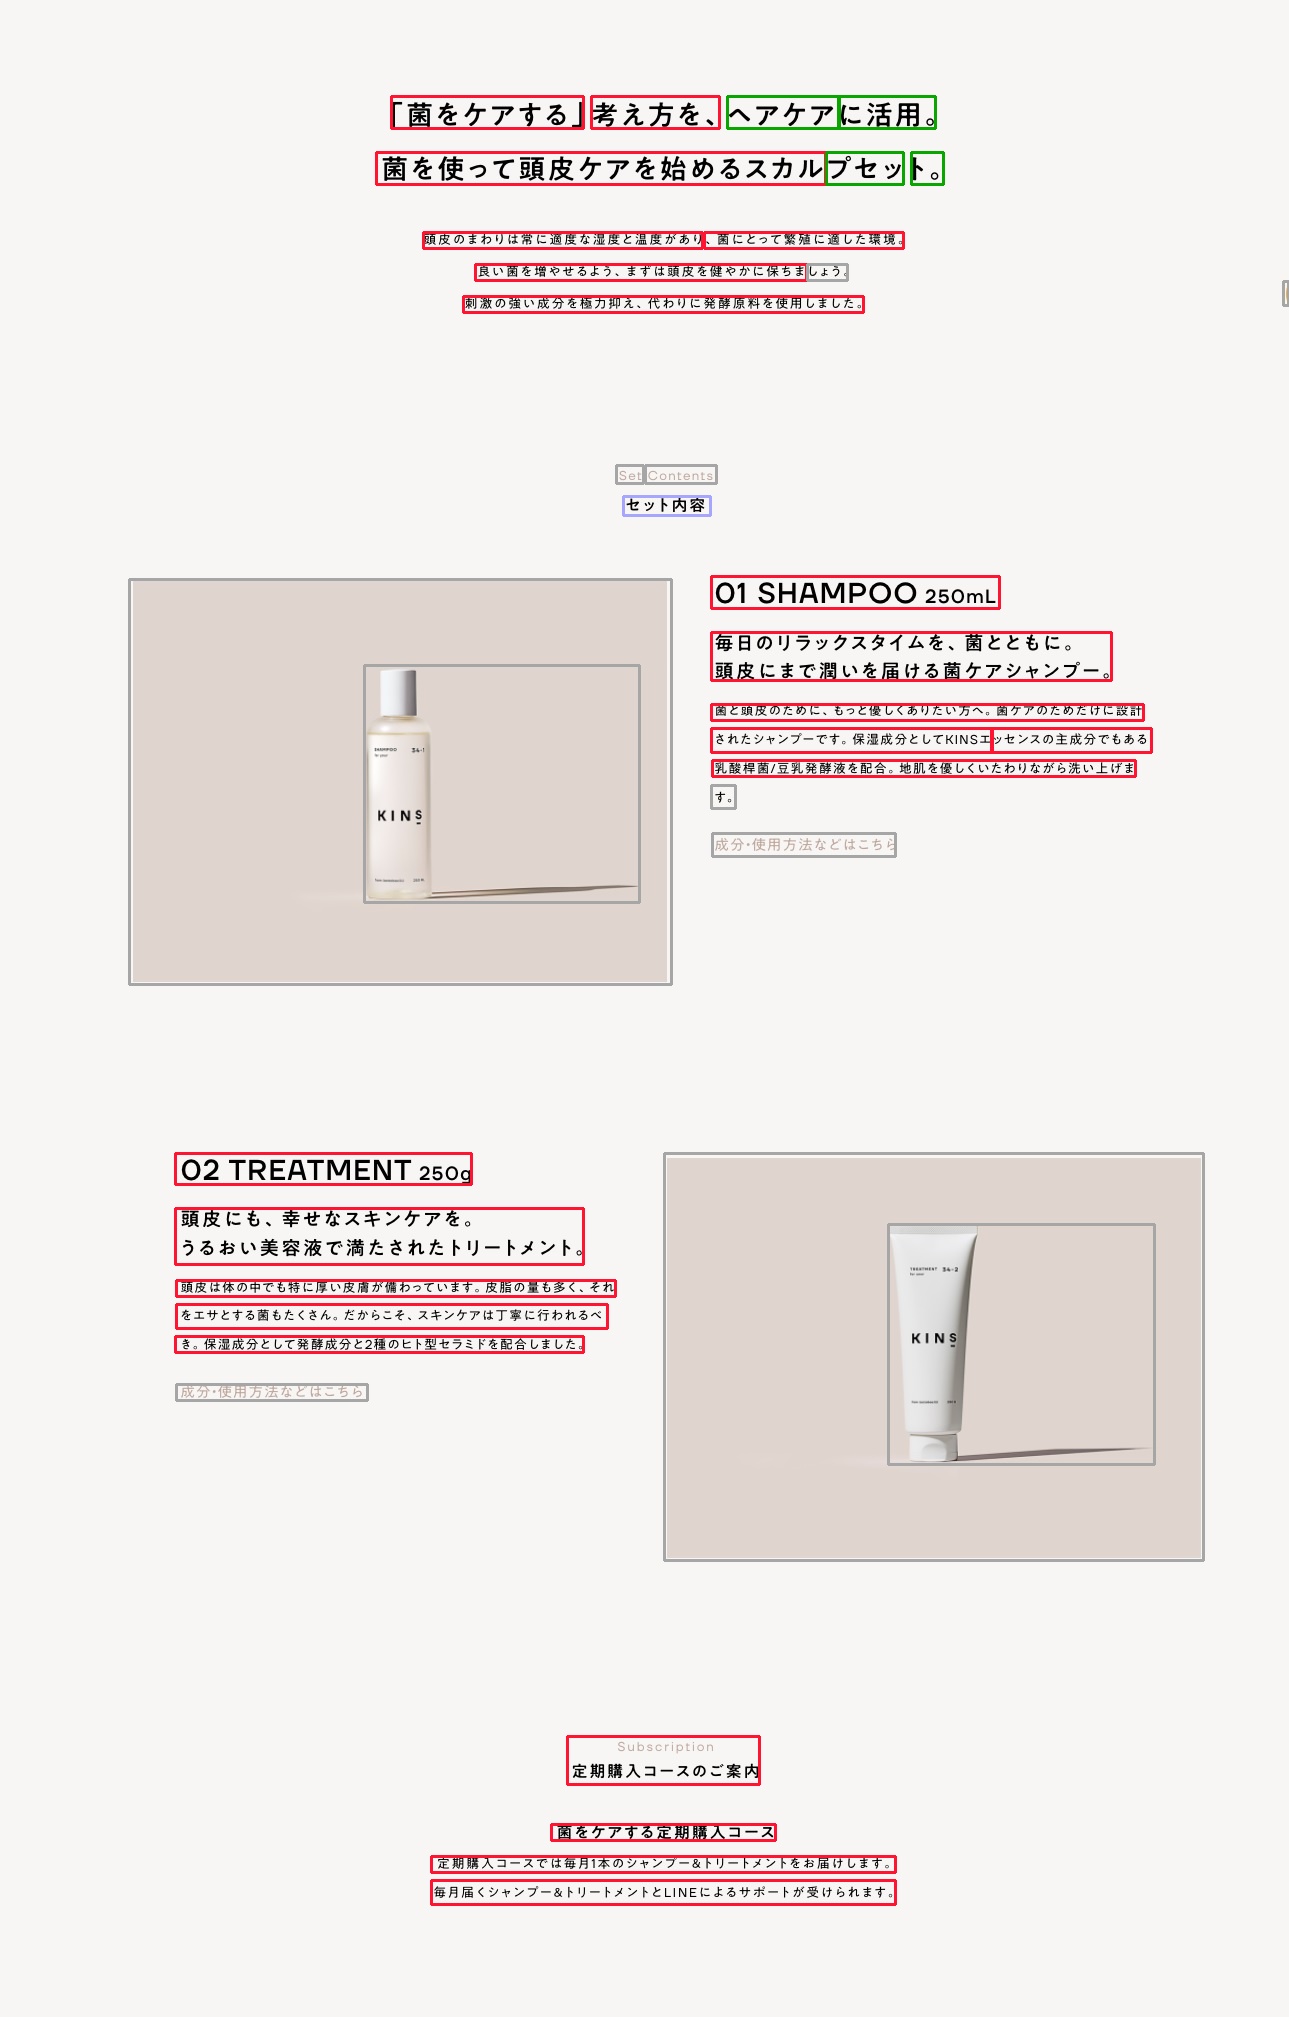 「菌をケアする」考え方を、ヘアケアに活用。
菌を使って頭皮ケアを始めるスカルプセット。
頭皮のまわりは常に適度な湿度と温度があり、菌にとって繁殖に適した環境。
良い菌を増やせるよう、まずは頭皮を健やかに保ちましょう。
刺激の強い成分を極力抑え、代わりに発酵原料を使用しました。
Set Contents
セット内容
01 SHAMPOO 250mL
毎日のリラックスタイムを、菌とともに。
頭皮にまで潤いを届ける菌ケアシャンプー。
菌と頭皮のために、もっと優しくありたい方へ。菌ケアのためだけに設計
されたシャンプーです。保湿成分としてKINSエッセンスの主成分でもある
乳酸桿菌/豆乳発酵液を配合。地肌を優しくいたわりながら洗い上げま
す。
成分・使用方法などはこちら
SHAMPOO 34-1
for your
KINS
02 TREATMENT 250g
頭皮にも、幸せなスキンケアを。
うるおい美容液で満たされたトリートメント。
頭皮は体の中でも特に厚い皮膚が備わっています。皮脂の量も多く、それ
をエサとする菌もたくさん。だからこそ、スキンケアは丁寧に行われるべ
き。保湿成分として発酵成分と2種のヒト型セラミドを配合しました。
成分・使用方法などはこちら
TREATMENT 34-2
for your
KINS
Subscription
定期購入コースのご案内
菌をケアする定期購入コース
定期購入コースでは毎月1本のシャンプー&トリートメントをお届けします。
毎月届くシャンプー&トリートメントとLINEによるサポートが受けられます。